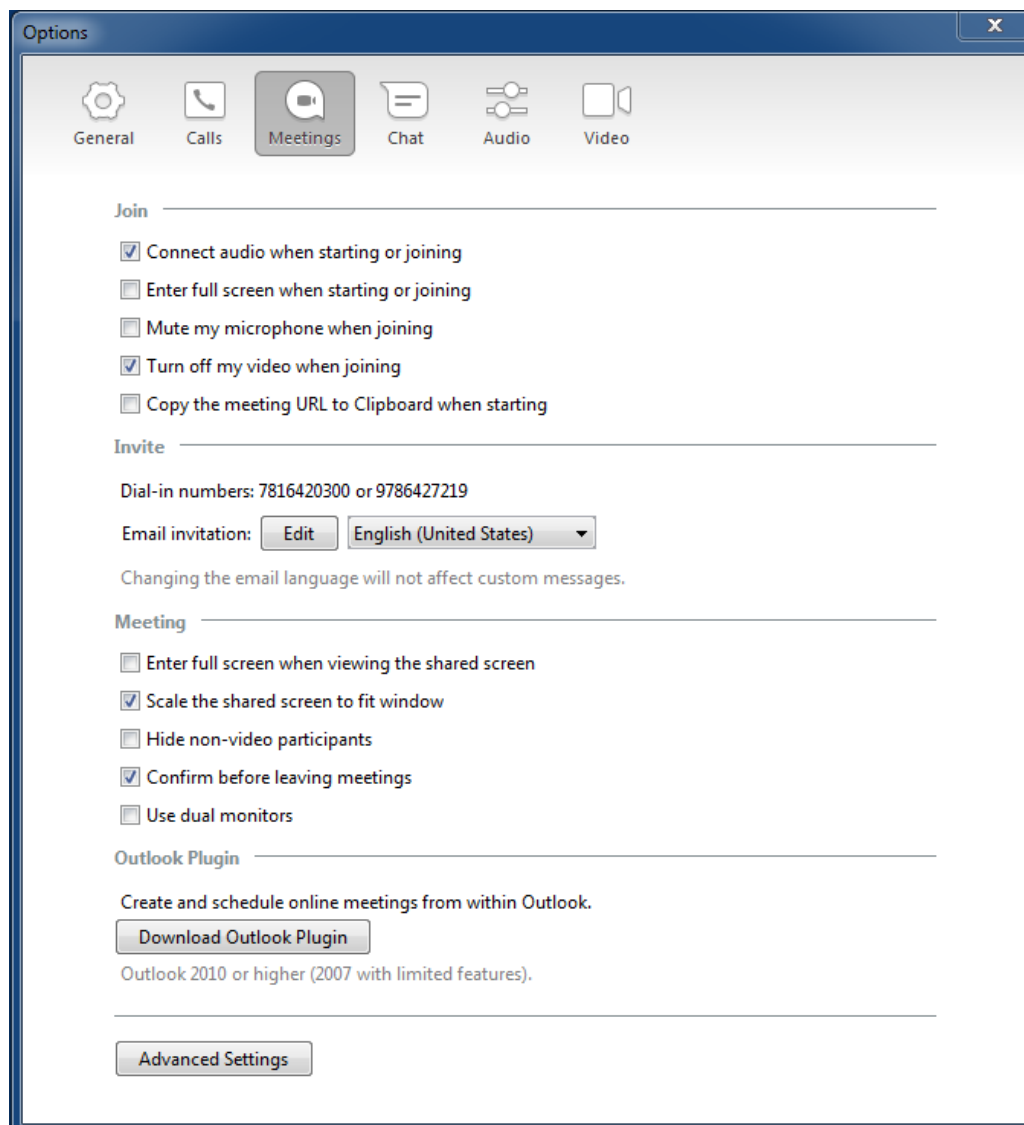 Options
x
General Calls Meetings Chat Audio Video
Join
Connect audio when starting or joining
Enter full screen when starting or joining
Mute my microphone when joining
Turn off my video when joining
Copy the meeting URL to Clipboard when starting
Invite
Dial-in numbers: 7816420300 or 9786427219
Email invitation: Edit English (United States)
Changing the email language will not affect custom messages.
Meeting
Enter full screen when viewing the shared screen
Scale the shared screen to fit window
Hide non-video participants
Confirm before leaving meetings
Use dual monitors
Outlook Plugin
Create and schedule online meetings from within Outlook.
Download Outlook Plugin
Outlook 2010 or higher (2007 with limited features).
Advanced Settings